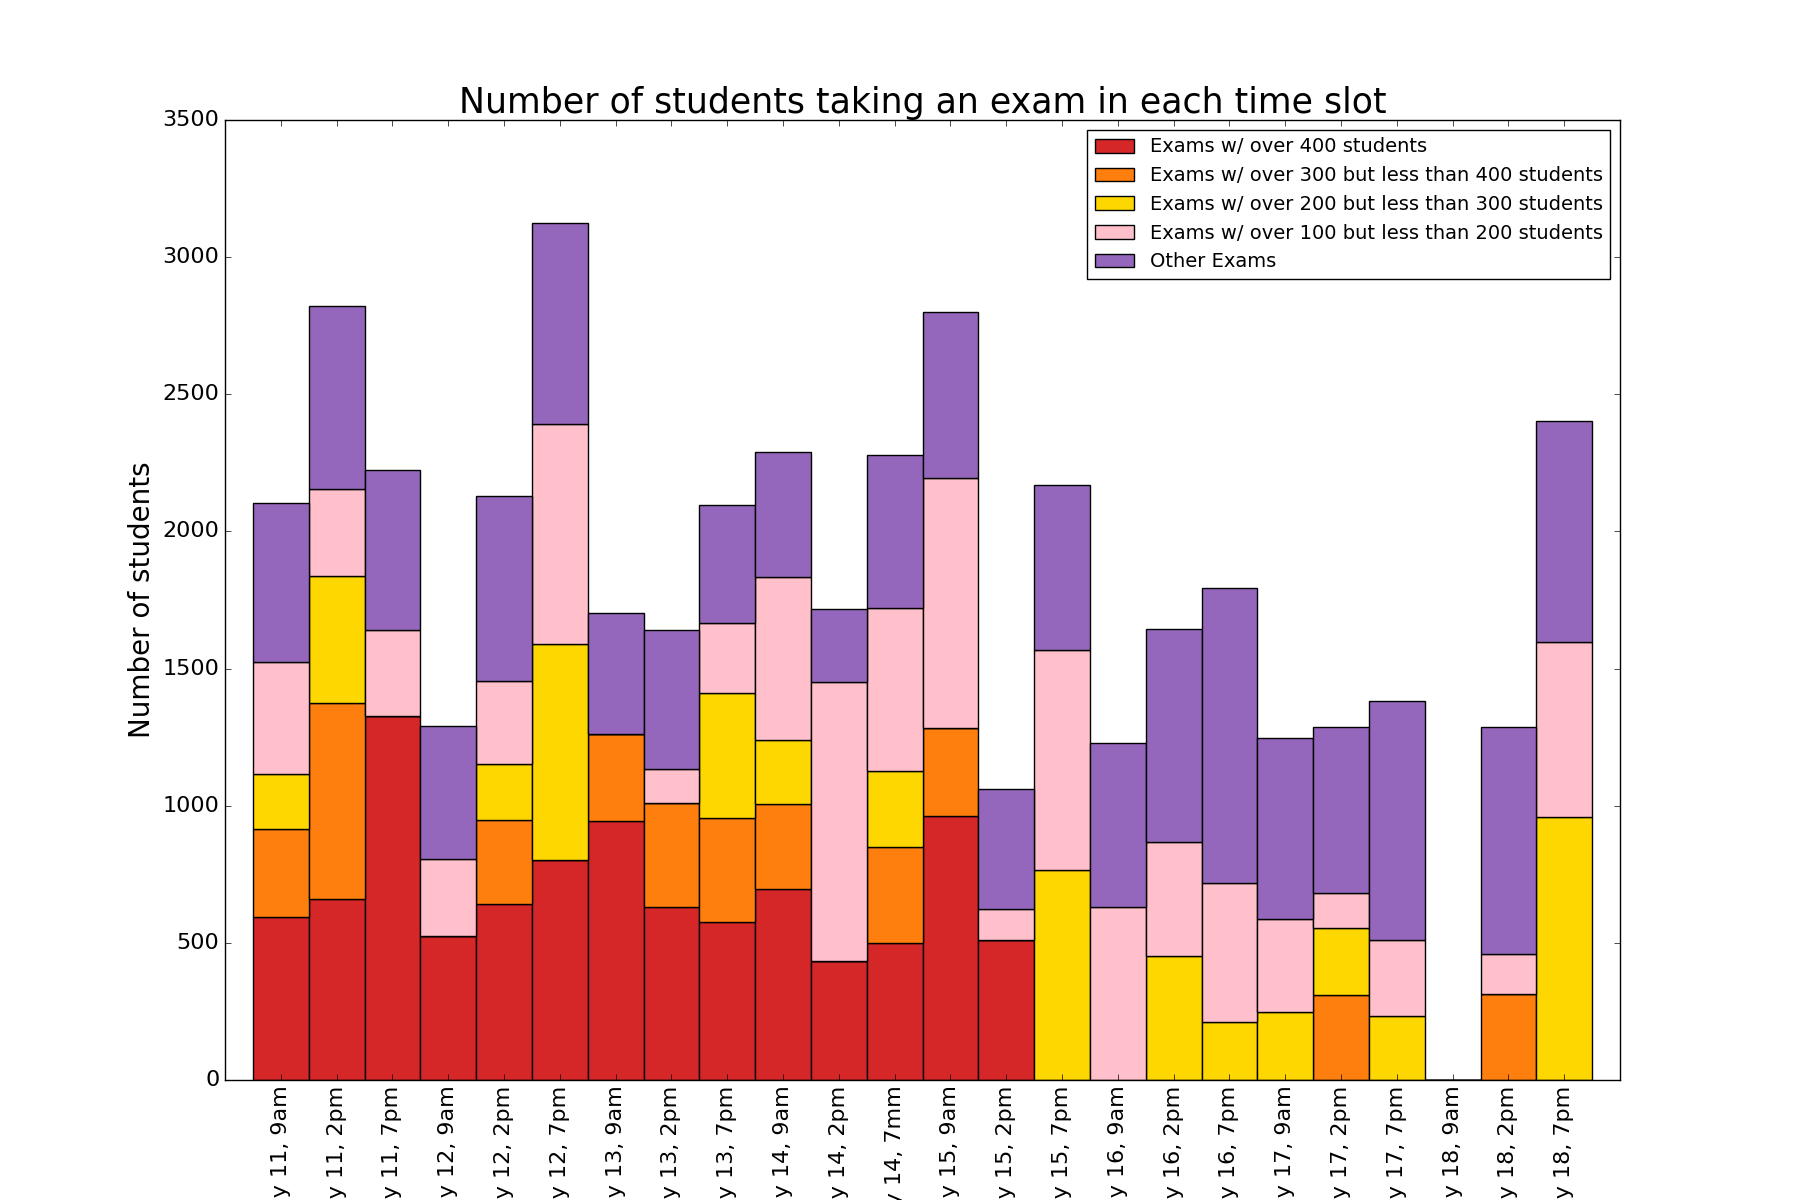 Number of students taking an exam in each time slot
Exams w/ over 400 students
Exams w/ over 300 but less than 400 students
Exams w/ over 200 but less than 300 students
Exams w/ over 100 but less than 200 students
Other Exams
Number of students
3500
3000
2500
2000
1500
1000
500
0
y 11, 9am
y 11, 2pm
y 11, 7pm
y 12, 9am
y 12, 2pm
y 12, 7pm
y 13, 9am
y 13, 2pm
y 13, 7pm
y 14, 9am
y 14, 2pm
y 14, 7mm
y 15, 9am
y 15, 2pm
y 15, 7pm
y 16, 9am
y 16, 2pm
y 16, 7pm
y 17, 9am
y 17, 2pm
y 17, 7pm
y 18, 9am
y 18, 2pm
y 18, 7pm